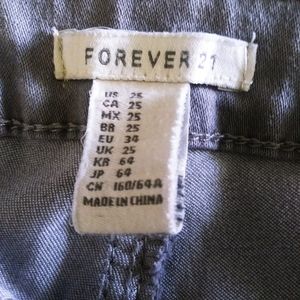 FOREVER 21
US 25
CA 25
MX 25
BR 25
EU 34
UK 25
KR 64
JP 64
CN 160/64A
MADE IN CHINA